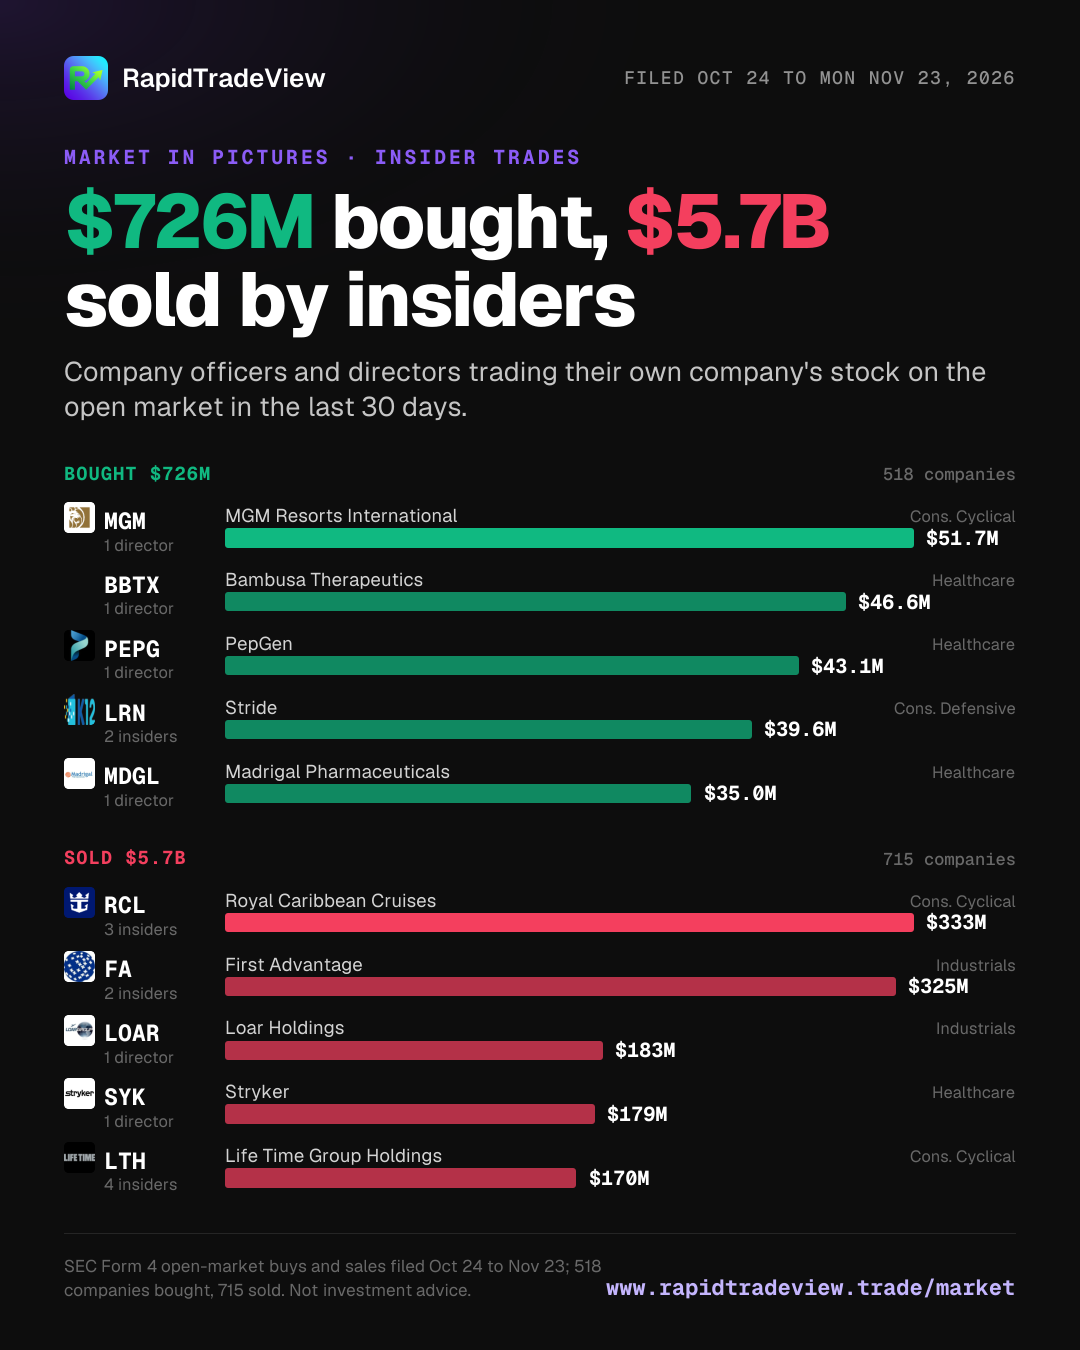 RapidTradeView
FILED OCT 24 TO MON NOV 23, 2026
MARKET IN PICTURES · INSIDER TRADES
$726M bought, $5.7B
sold by insiders
Company officers and directors trading their own company's stock on the
open market in the last 30 days.
BOUGHT $726M
518 companies
MGM
1 director
MGM Resorts International
Cons. Cyclical
$51.7M
BBTX
1 director
Bambusa Therapeutics
Healthcare
$46.6M
PEPG
1 director
PepGen
Healthcare
$43.1M
K12
LRN
2 insiders
Stride
Cons. Defensive
$39.6M
Madrigal
MDGL
1 director
Madrigal Pharmaceuticals
Healthcare
$35.0M
SOLD $5.7B
715 companies
RCL
3 insiders
Royal Caribbean Cruises
Cons. Cyclical
$333M
FA
2 insiders
First Advantage
Industrials
$325M
LOAR
1 director
Loar Holdings
Industrials
$183M
stryker
SYK
1 director
Stryker
Healthcare
$179M
LIFE TIME
LTH
4 insiders
Life Time Group Holdings
Cons. Cyclical
$170M
SEC Form 4 open-market buys and sales filed Oct 24 to Nov 23; 518
companies bought, 715 sold. Not investment advice.
www.rapidtradeview.trade/market